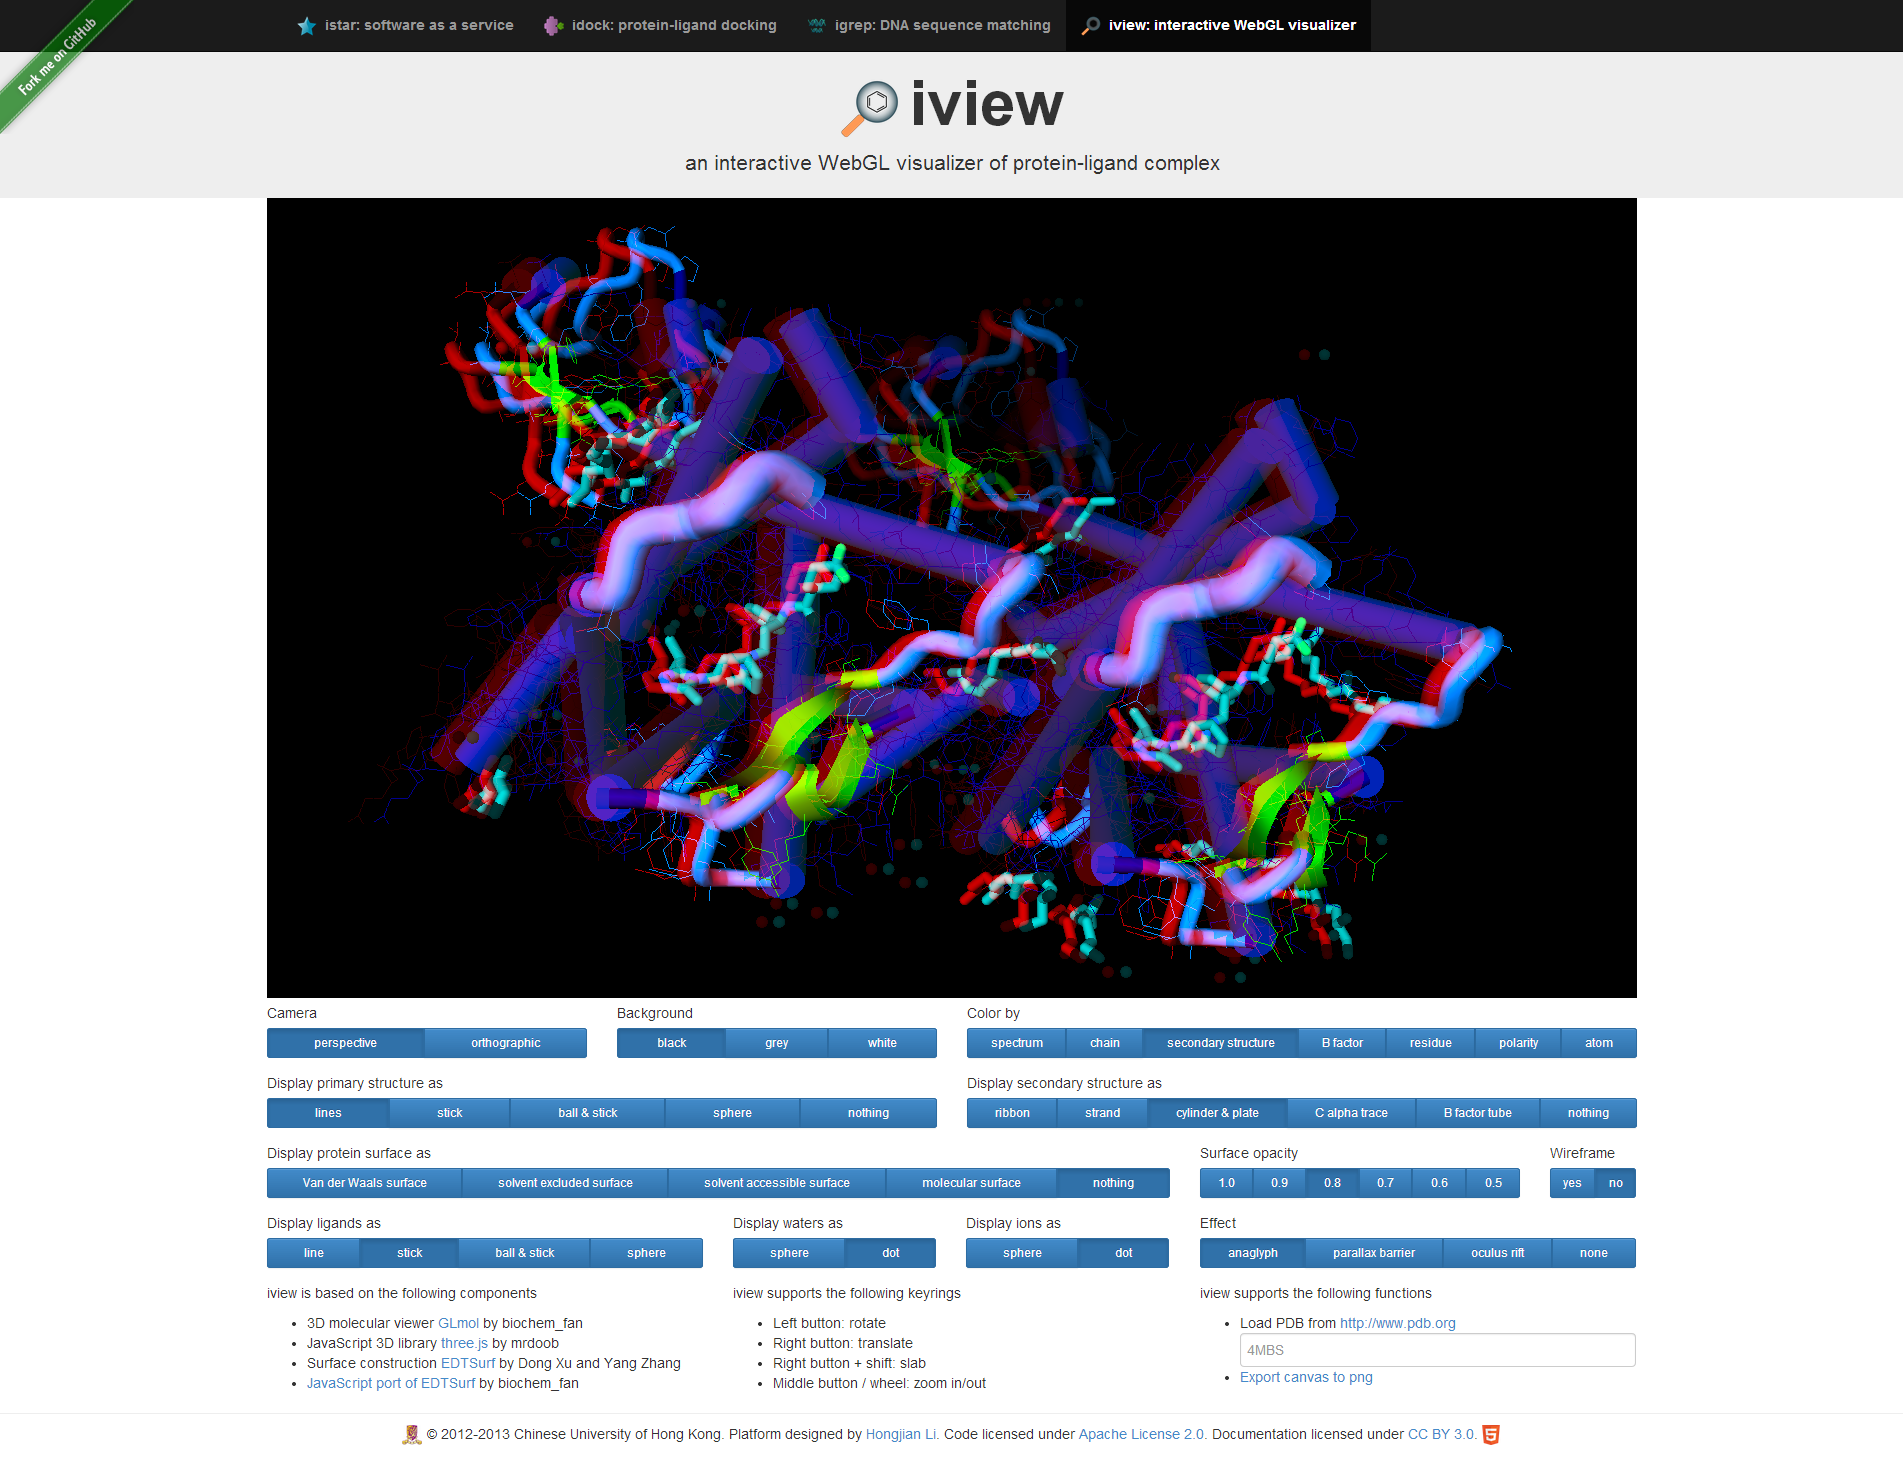 Fork me on GitHub
istar: software as a service
idock: protein-ligand docking
igrep: DNA sequence matching
iview: interactive WebGL visualizer
iview
an interactive WebGL visualizer of protein-ligand complex
Camera
perspective orthographic
Background
black grey white
Color by
spectrum chain secondary structure B factor residue polarity atom
Display primary structure as
lines stick ball & stick sphere nothing
Display secondary structure as
ribbon strand cylinder & plate C alpha trace B factor tube nothing
Display protein surface as
Van der Waals surface solvent excluded surface solvent accessible surface molecular surface nothing
Surface opacity
1.0 0.9 0.8 0.7 0.6 0.5
Wireframe
yes no
Display ligands as
line stick ball & stick sphere
Display waters as
sphere dot
Display ions as
sphere dot
Effect
anaglyph parallax barrier oculus rift none
iview is based on the following components
3D molecular viewer GLmol by biochem_fan
JavaScript 3D library three.js by mrdoob
Surface construction EDTSurf by Dong Xu and Yang Zhang
JavaScript port of EDTSurf by biochem_fan
iview supports the following keyrings
Left button: rotate
Right button: translate
Right button + shift: slab
Middle button / wheel: zoom in/out
iview supports the following functions
Load PDB from http://www.pdb.org
4MBS
Export canvas to png
© 2012-2013 Chinese University of Hong Kong. Platform designed by Hongjian Li. Code licensed under Apache License 2.0. Documentation licensed under CC BY 3.0.